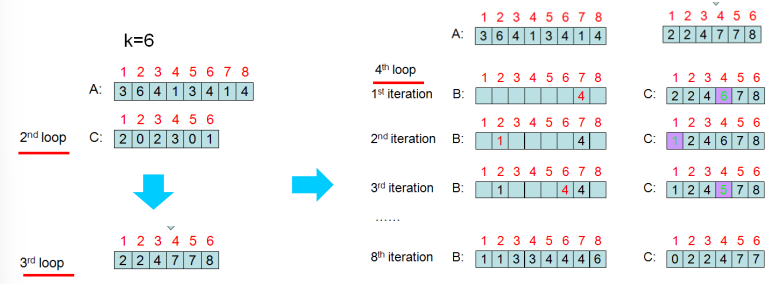 k=6
1 2 3 4 5 6 7 8
A: 3 6 4 1 3 4 1 4
1 2 3 4 5 6
2nd loop C: 2 0 2 3 0 1
1 2 3 4 5 6
3rd loop 2 2 4 7 7 8
1 2 3 4 5 6 7 8
A: 3 6 4 1 3 4 1 4
1 2 3 4 5 6
2 2 4 7 7 8
4th loop
1 2 3 4 5 6 7 8
1st iteration B: 4
1 2 3 4 5 6
C: 2 2 4 6 7 8
1 2 3 4 5 6 7 8
2nd iteration B: 1 4
1 2 3 4 5 6
C: 1 2 4 6 7 8
1 2 3 4 5 6 7 8
3rd iteration B: 1 4 4
1 2 3 4 5 6
C: 1 2 4 5 7 8
......
1 2 3 4 5 6 7 8
8th iteration B: 1 1 3 3 4 4 4 6
1 2 3 4 5 6
C: 0 2 2 4 7 7